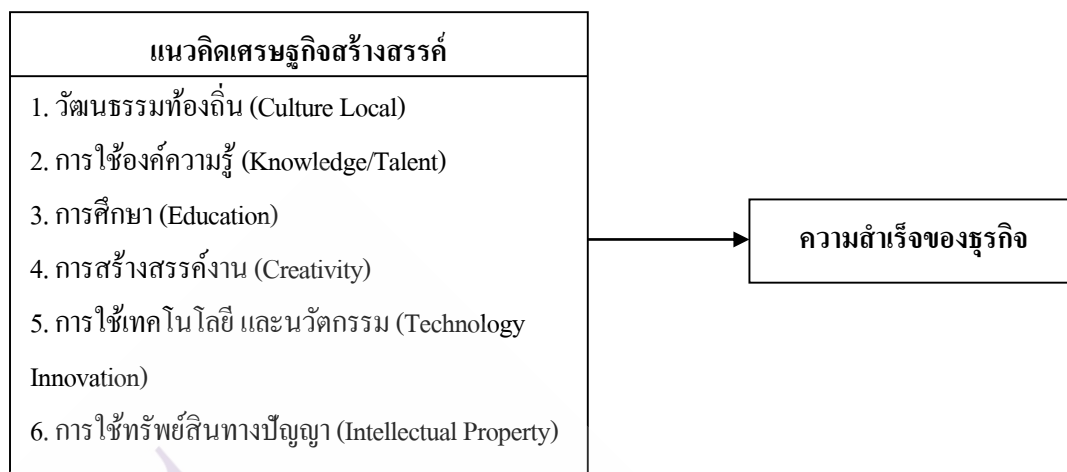 แนวคิดเศรษฐกิจสร้างสรรค์
1. วัฒนธรรมท้องถิ่น (Culture Local)
2. การใช้องค์ความรู้ (Knowledge/Talent)
3. การศึกษา (Education)
4. การสร้างสรรค์งาน (Creativity)
5. การใช้เทคโนโลยี และนวัตกรรม (Technology
Innovation)
6. การใช้ทรัพย์สินทางปัญญา (Intellectual Property)
ความสำเร็จของธุรกิจ